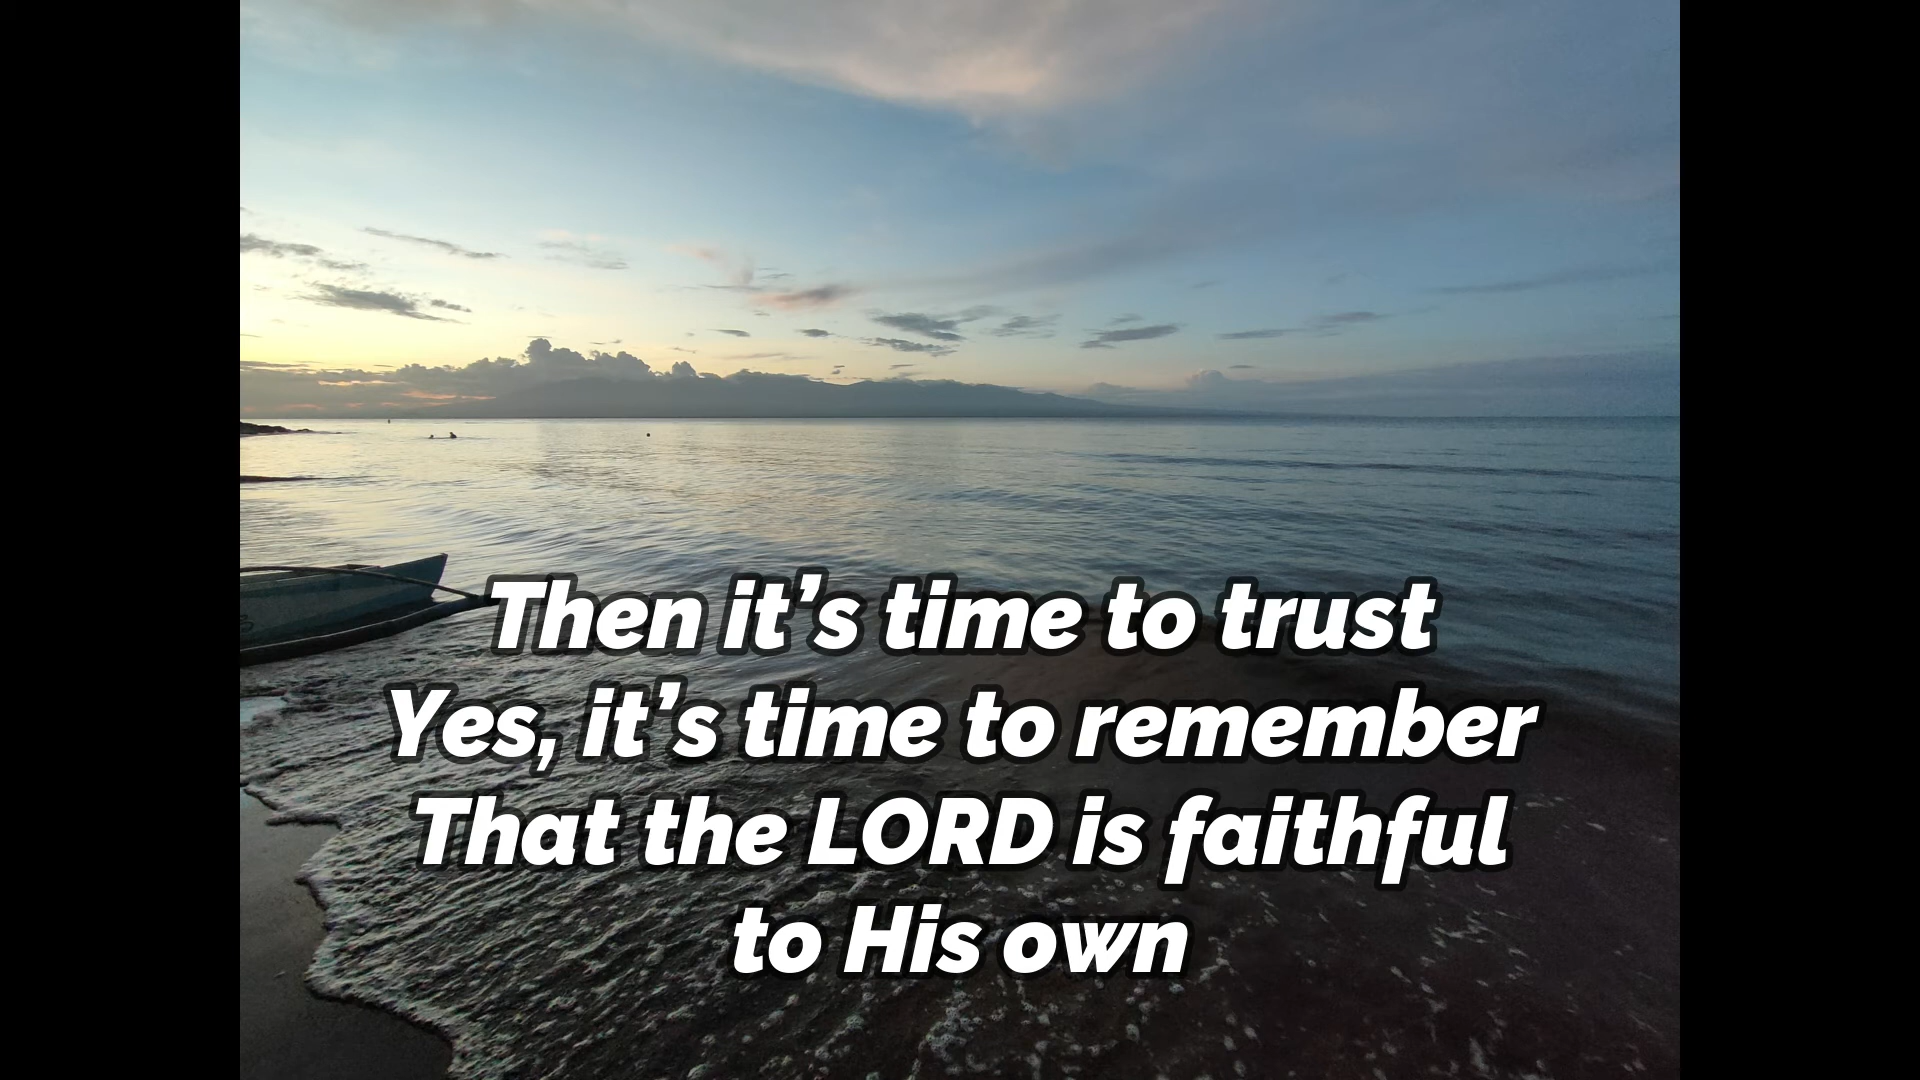 Then it’s time to trust
Yes, it’s time to remember
That the LORD is faithful
to His own